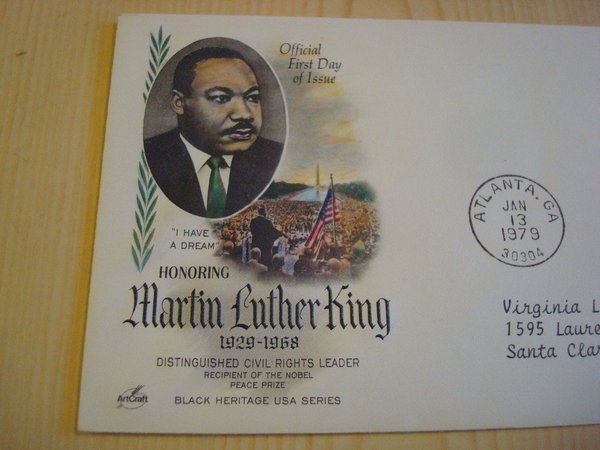 Official
First Day
of Issue
"I HAVE
A DREAM"
HONORING
Martin Luther King
1929-1968
DISTINGUISHED CIVIL RIGHTS LEADER
RECIPIENT OF THE NOBEL
PEACE PRIZE
BLACK HERITAGE USA SERIES
ArtCraft
ATLANTA, GA
JAN
13
1979
30304
Virginia L
1595 Laure
Santa Clar